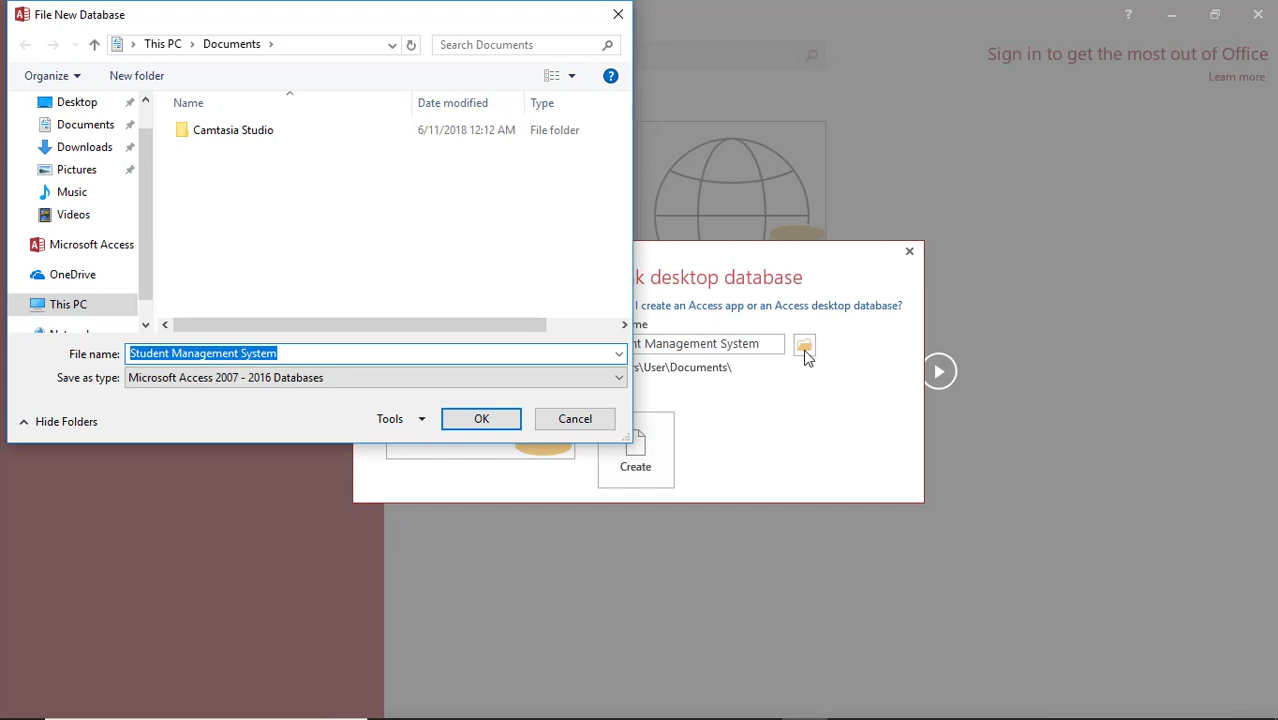 File New Database
?
Sign in to get the most out of Office
Learn more
This PC
Documents
Search Documents
Organize
New folder
?
Name
Date modified
Type
Camtasia Studio
6/11/2018 12:12 AM
File folder
Desktop
Documents
Downloads
Pictures
Music
Videos
Microsoft Access
OneDrive
This PC
k desktop database
I create an Access app or an Access desktop database?
me
nt Management System
rs\User\Documents\
File name:
Student Management System
Save as type:
Microsoft Access 2007 - 2016 Databases
Hide Folders
Tools
OK
Cancel
Create